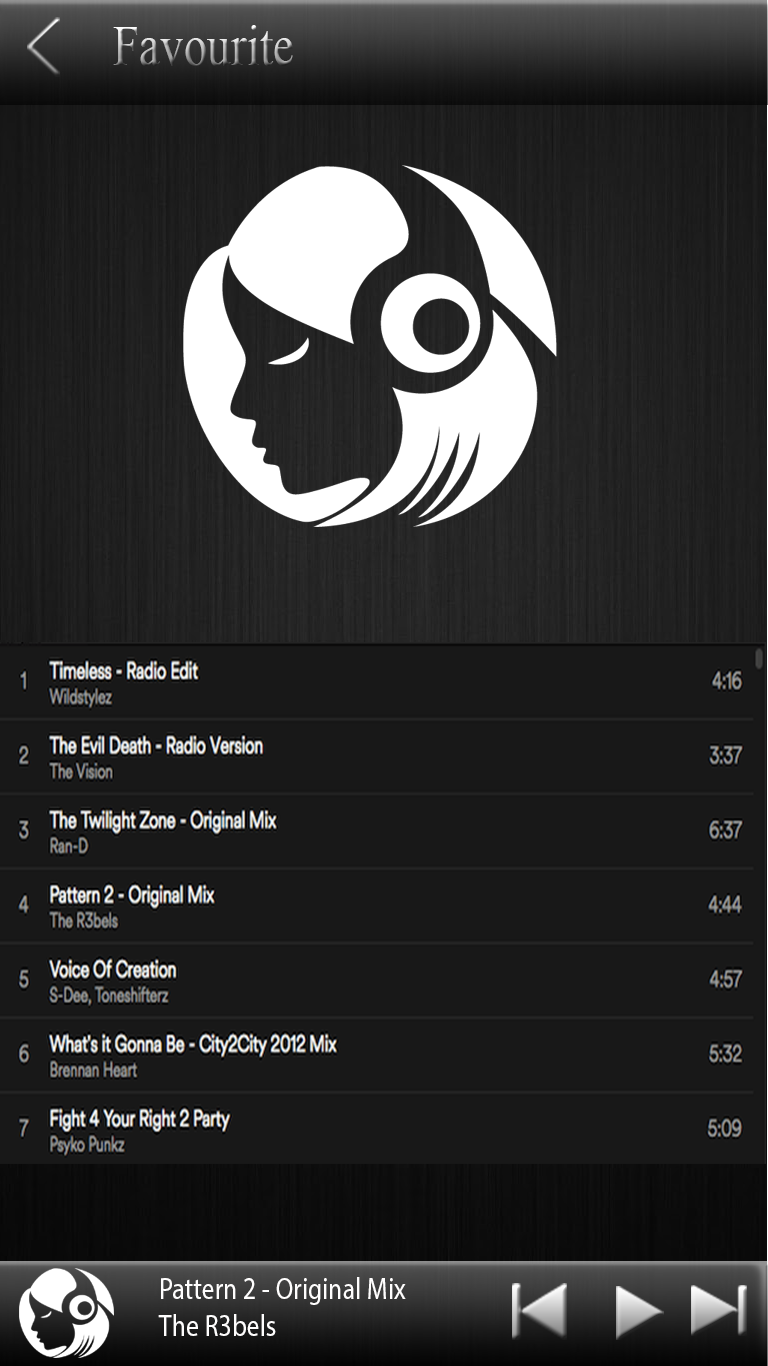 Favourite
1 Timeless - Radio Edit 4:16
Wildstylez
2 The Evil Death - Radio Version 3:37
The Vision
3 The Twilight Zone - Original Mix 6:37
Ran-D
4 Pattern 2 - Original Mix 4:44
The R3bels
5 Voice Of Creation 4:57
S-Dee, Toneshifterz
6 What's it Gonna Be - City2City 2012 Mix 5:32
Brennan Heart
7 Fight 4 Your Right 2 Party 5:09
Psyko Punkz
Pattern 2 - Original Mix
The R3bels